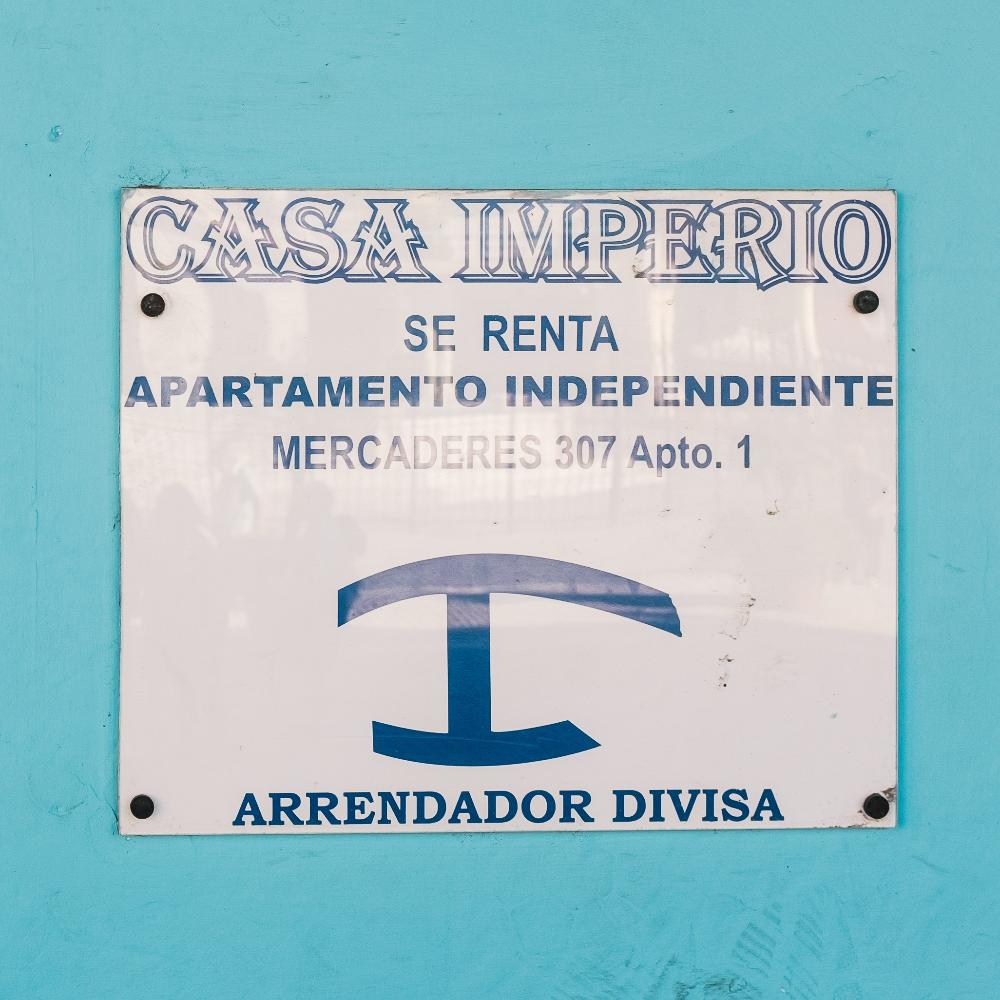 CASA IMPERIO
SE RENTA
APARTAMENTO INDEPENDIENTE
MERCADERES 307 Apto. 1
ARRENDADOR DIVISA